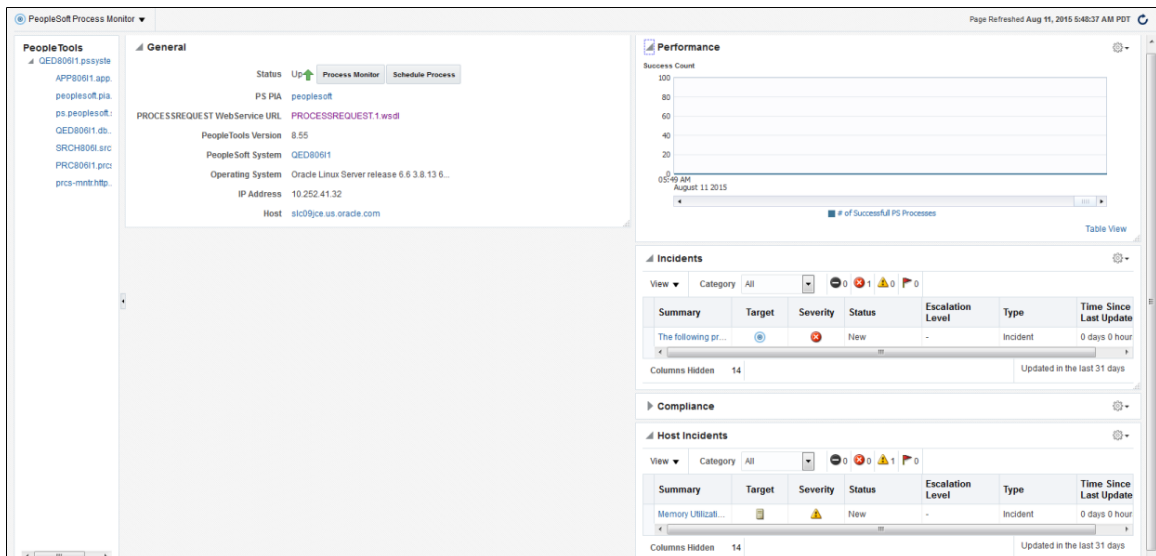 PeopleSoft Process Monitor
Page Refreshed Aug 11, 2015 5:48:37 AM PDT
PeopleTools
QED806I1.pssyste
APP806I1.app.
peoplesoft.pia.
ps.peoplesoft.
QED806I1.db..
SRCH806I.src
PRC806I1.prcs
prcs-mntr.http..
General
Status Up Process Monitor Schedule Process
PS PIA peoplesoft
PROCESSREQUEST WebService URL PROCESSREQUEST.1.wsdl
PeopleTools Version 8.55
PeopleSoft System QED806I1
Operating System Oracle Linux Server release 6.6 3.8.13 6...
IP Address 10.252.41.32
Host slc09jce.us.oracle.com
Performance
Success Count
100
80
60
40
20
0
05:49 AM
August 11 2015
# of Successfull PS Processes
Table View
Incidents
View Category All 0 1 0 0
Summary Target Severity Status Escalation Level Type Time Since Last Update
The following pr... New - Incident 0 days 0 hour
Columns Hidden 14 Updated in the last 31 days
Compliance
Host Incidents
View Category All 0 0 1 0
Summary Target Severity Status Escalation Level Type Time Since Last Update
Memory Utilizati... New - Incident 0 days 0 hour
Columns Hidden 14 Updated in the last 31 days